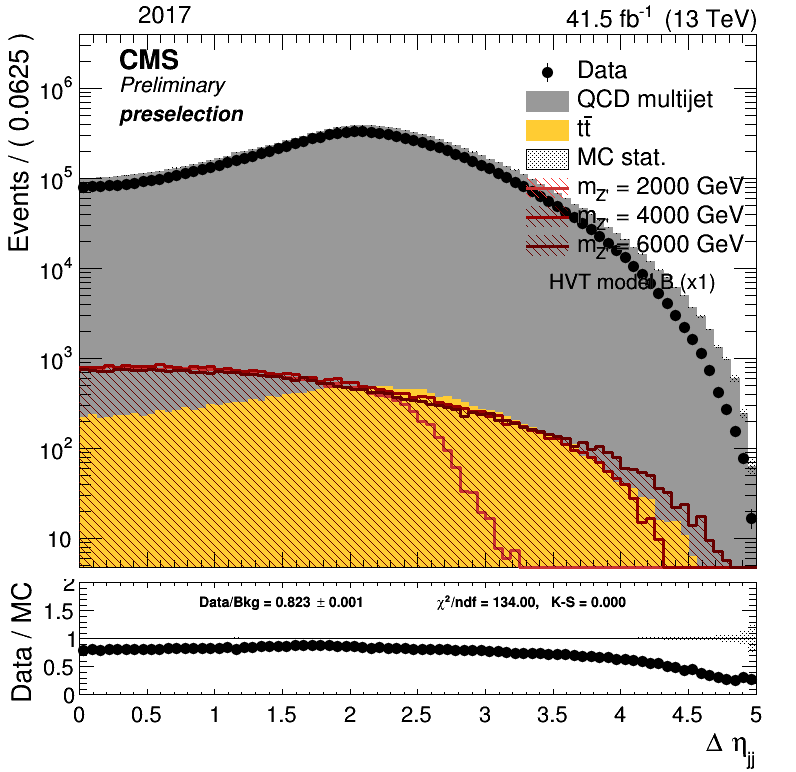 2017
41.5 fb⁻¹ (13 TeV)
CMS
Preliminary
preselection
Data
QCD multijet
tt̄
MC stat.
m_Z' = 2000 GeV
m_Z' = 4000 GeV
m_Z' = 6000 GeV
HVT model B (x1)
Events / ( 0.0625 )
10⁶
10⁵
10⁴
10³
10²
10
Data/Bkg = 0.823 ± 0.001
χ²/ndf = 134.00, K-S = 0.000
Data / MC
2
1.5
1
0.5
0
0 0.5 1 1.5 2 2.5 3 3.5 4 4.5 5
Δ η_jj